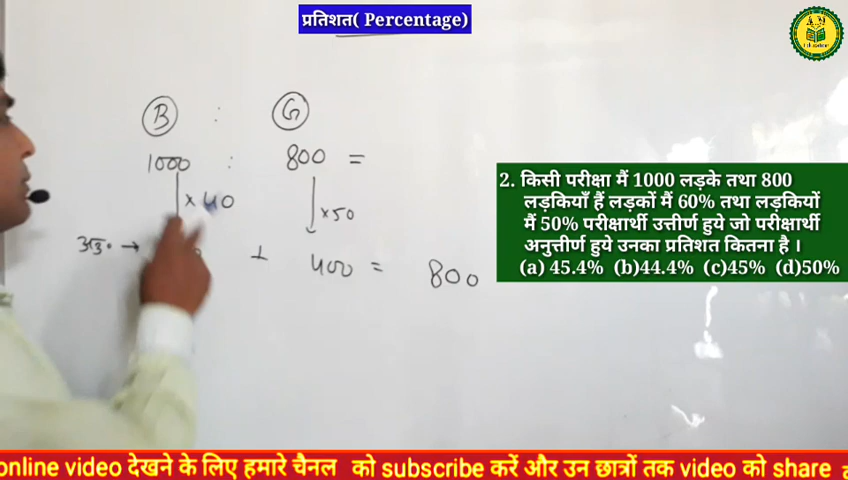 प्रतिशत( Percentage)
B : G
1000 : 800 =
× 40
× 50
अनु० →
+ 400 = 800
2. किसी परीक्षा मैं 1000 लड़के तथा 800
लड़कियाँ हैं लड़कों मैं 60% तथा लड़कियों
मैं 50% परीक्षार्थी उत्तीर्ण हुये जो परीक्षार्थी
अनुत्तीर्ण हुये उनका प्रतिशत कितना है ।
(a) 45.4% (b)44.4% (c)45% (d)50%
online video देखने के लिए हमारे चैनल को subscribe करें और उन छात्रों तक video को share